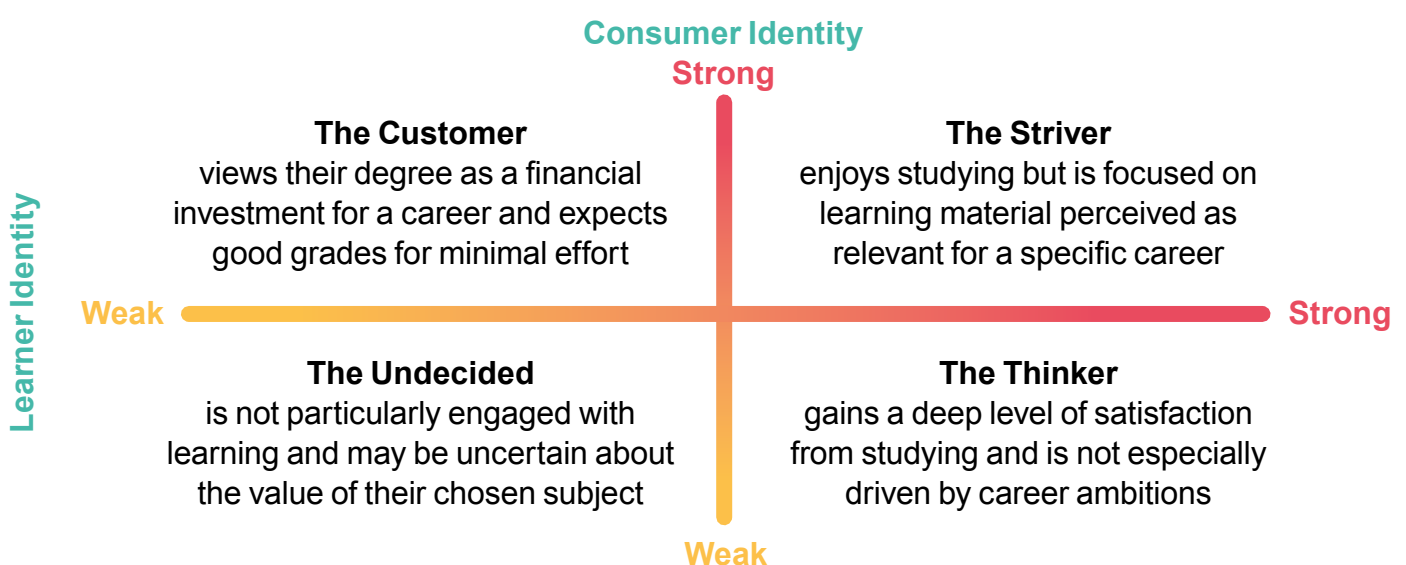 Consumer Identity
Strong
The Customer
views their degree as a financial
investment for a career and expects
good grades for minimal effort
The Striver
enjoys studying but is focused on
learning material perceived as
relevant for a specific career
Learner Identity
Weak
Strong
The Undecided
is not particularly engaged with
learning and may be uncertain about
the value of their chosen subject
The Thinker
gains a deep level of satisfaction
from studying and is not especially
driven by career ambitions
Weak